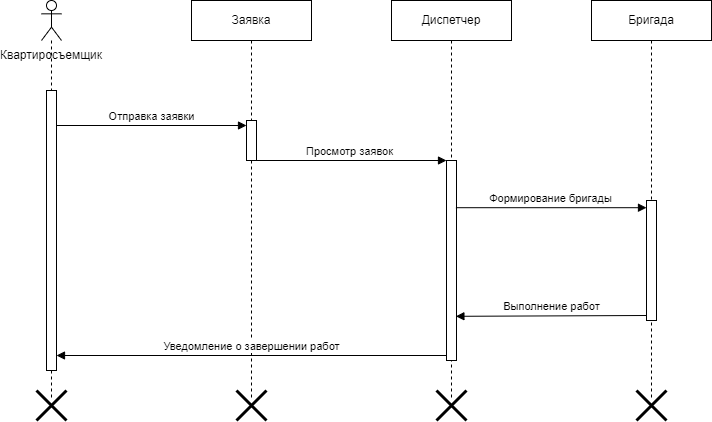 Заявка
Диспетчер
Бригада
Квартиросъемщик
Отправка заявки
Просмотр заявок
Формирование бригады
Выполнение работ
Уведомление о завершении работ